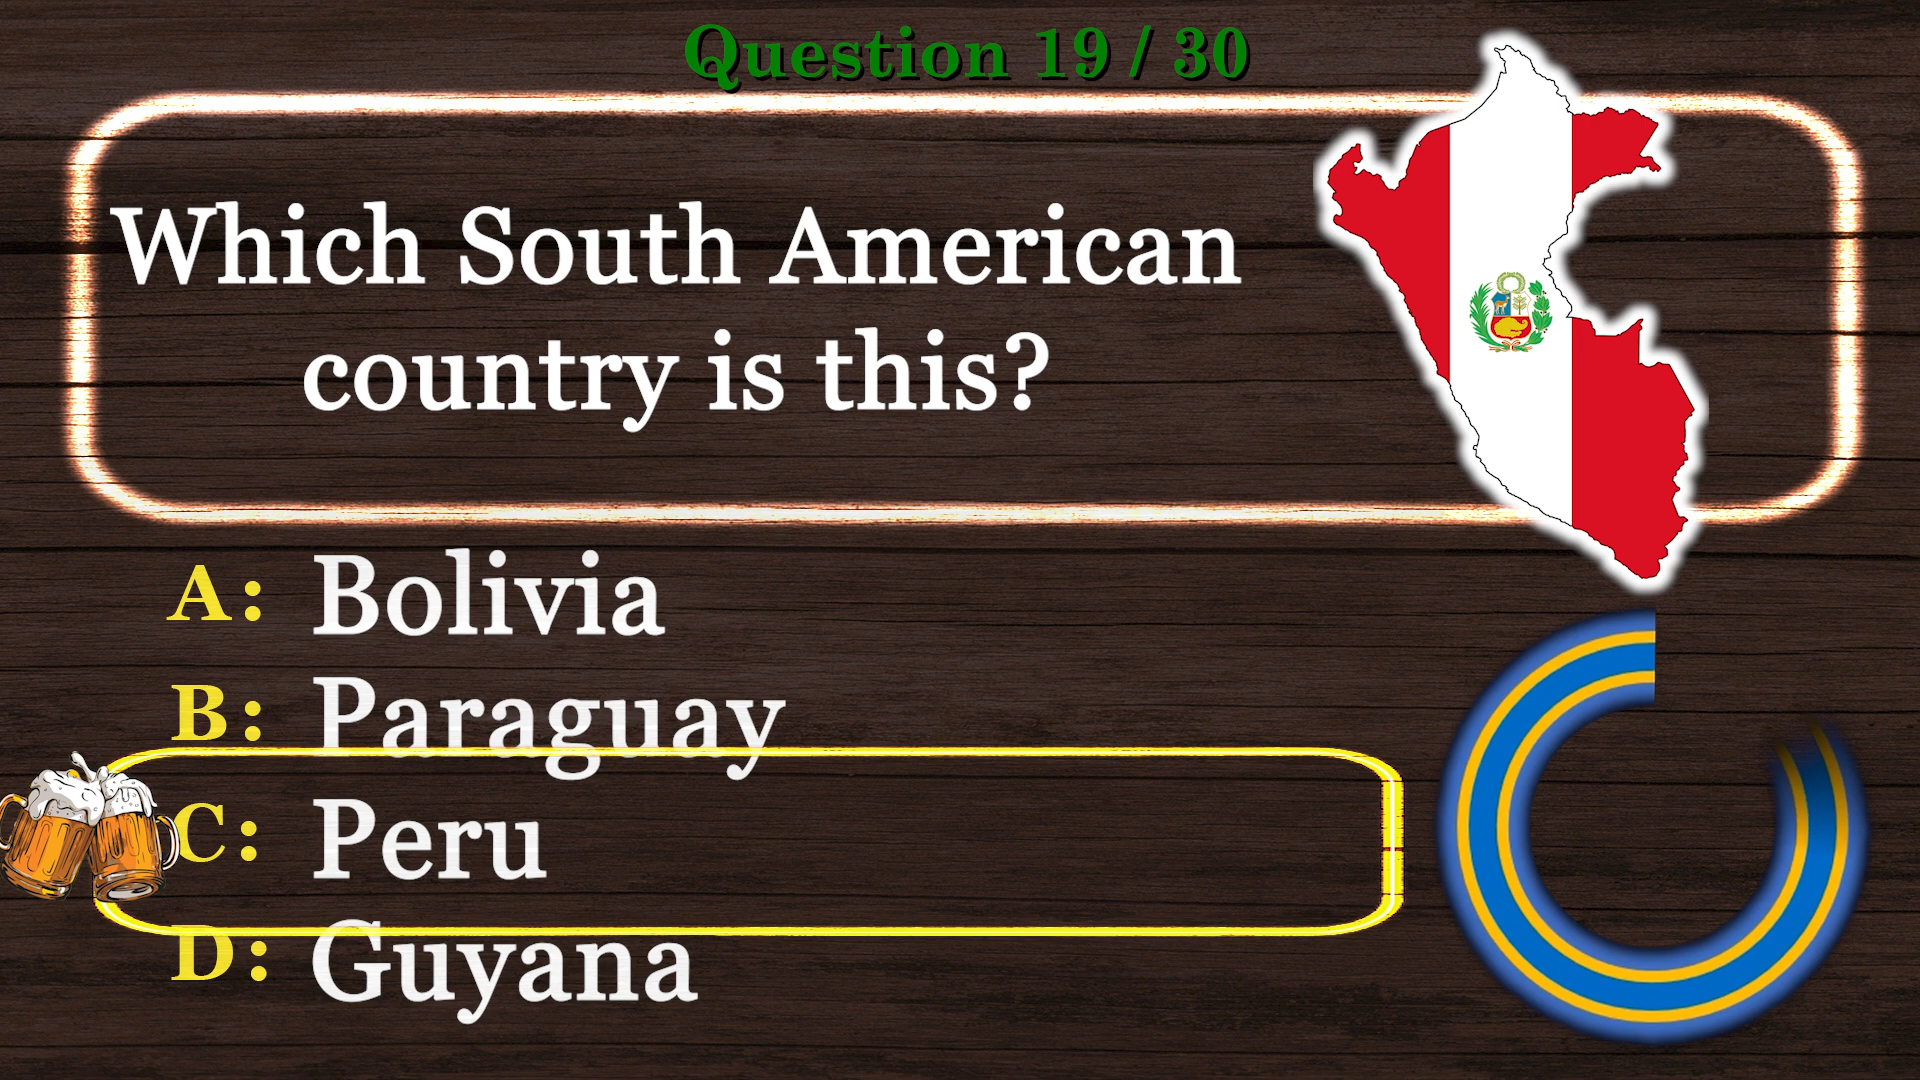 Question 19 / 30
Which South American
country is this?
A: Bolivia
B: Paraguay
C: Peru
D: Guyana